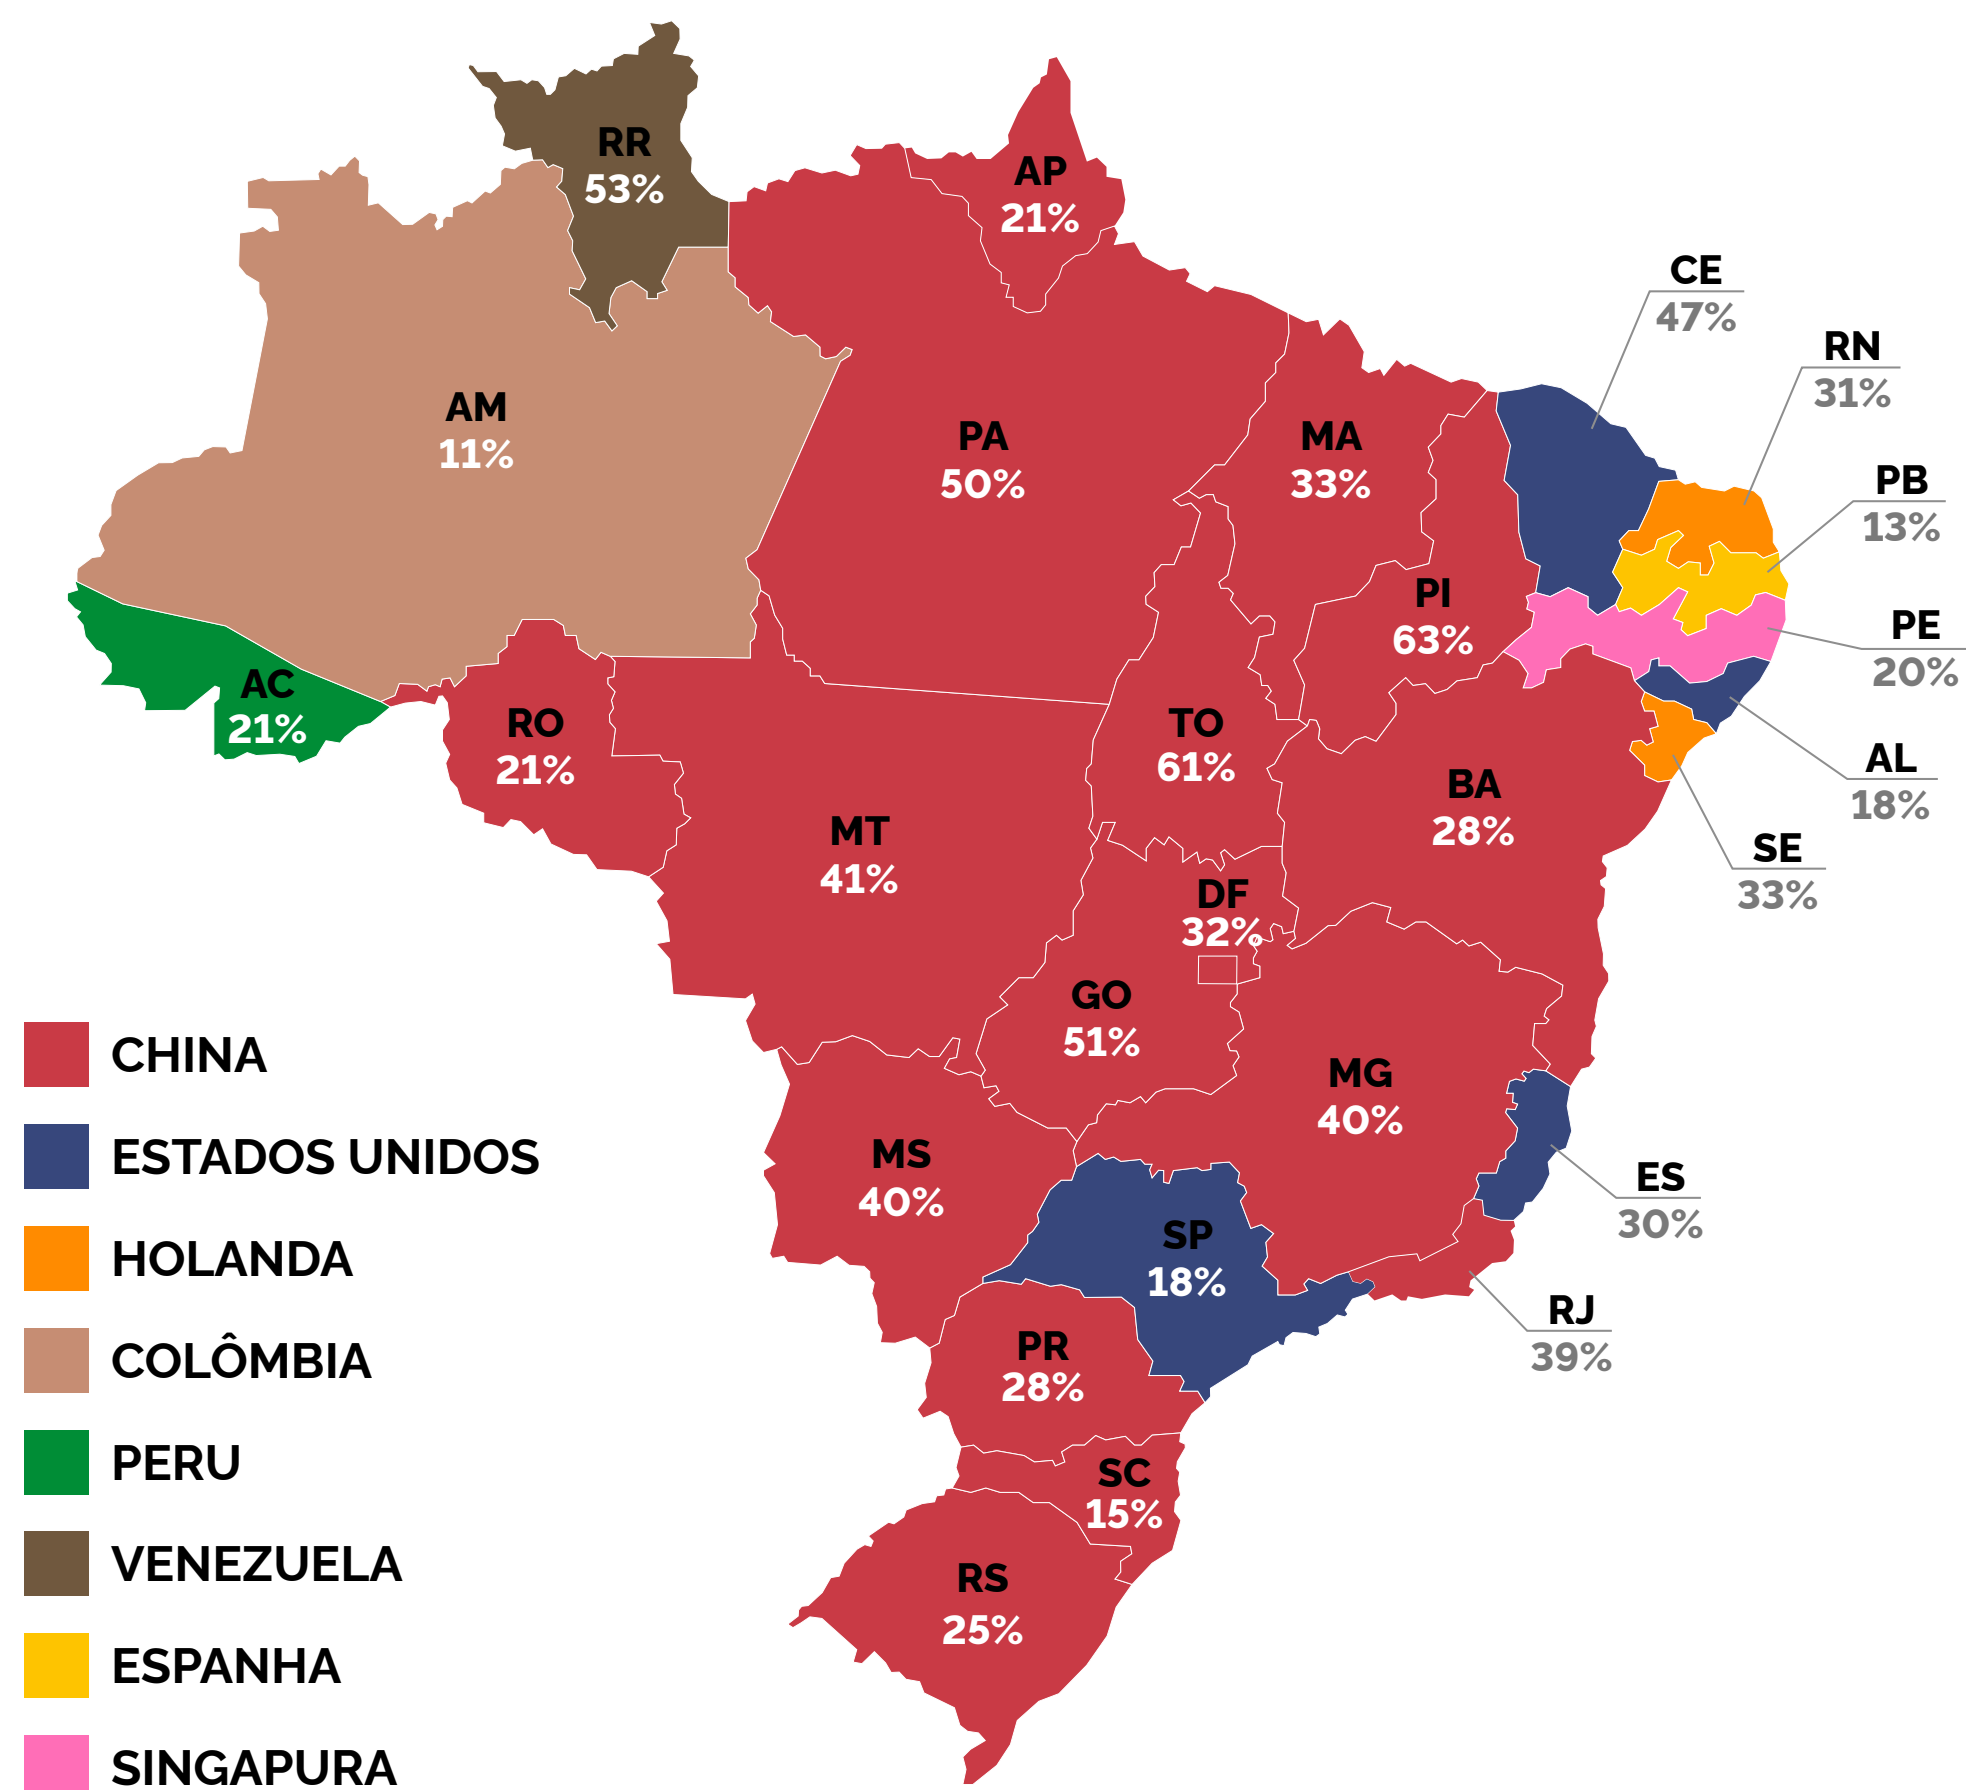 RR
53%
AP
21%
CE
47%
RN
31%
AM
11%
PA
50%
MA
33%
PB
13%
PI
63%
PE
20%
AC
21%
RO
21%
TO
61%
BA
28%
AL
18%
MT
41%
SE
33%
DF
32%
GO
51%
MG
40%
MS
40%
ES
30%
SP
18%
RJ
39%
PR
28%
SC
15%
RS
25%
CHINA
ESTADOS UNIDOS
HOLANDA
COLÔMBIA
PERU
VENEZUELA
ESPANHA
SINGAPURA